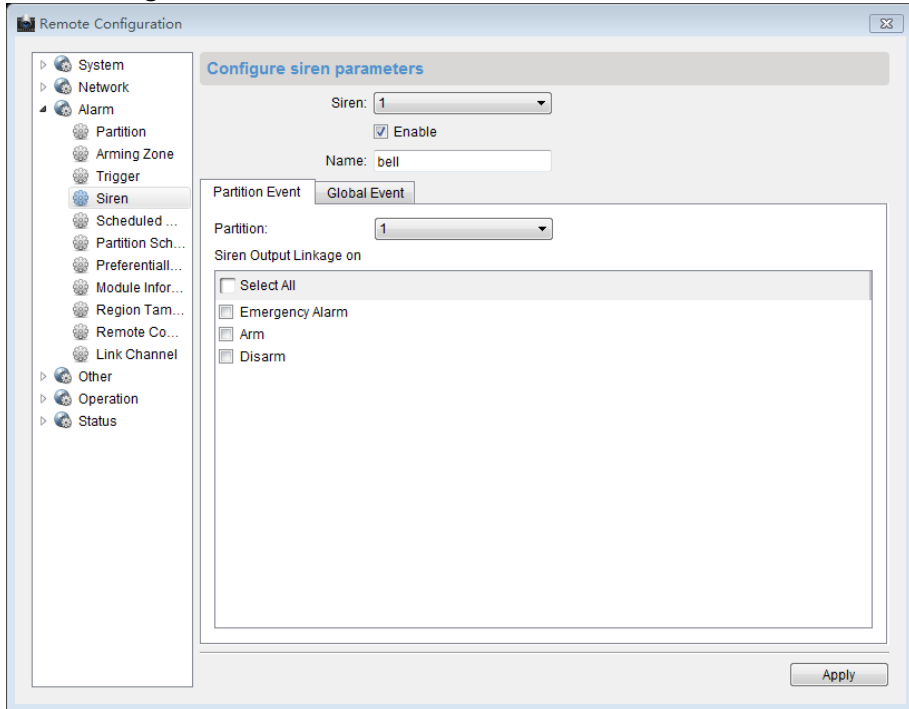 Remote Configuration
System
Network
Alarm
Partition
Arming Zone
Trigger
Siren
Scheduled ...
Partition Sch...
Preferentiall...
Module Infor...
Region Tam...
Remote Co...
Link Channel
Other
Operation
Status
Configure siren parameters
Siren: 1
Enable
Name: bell
Partition Event Global Event
Partition: 1
Siren Output Linkage on
Select All
Emergency Alarm
Arm
Disarm
Apply